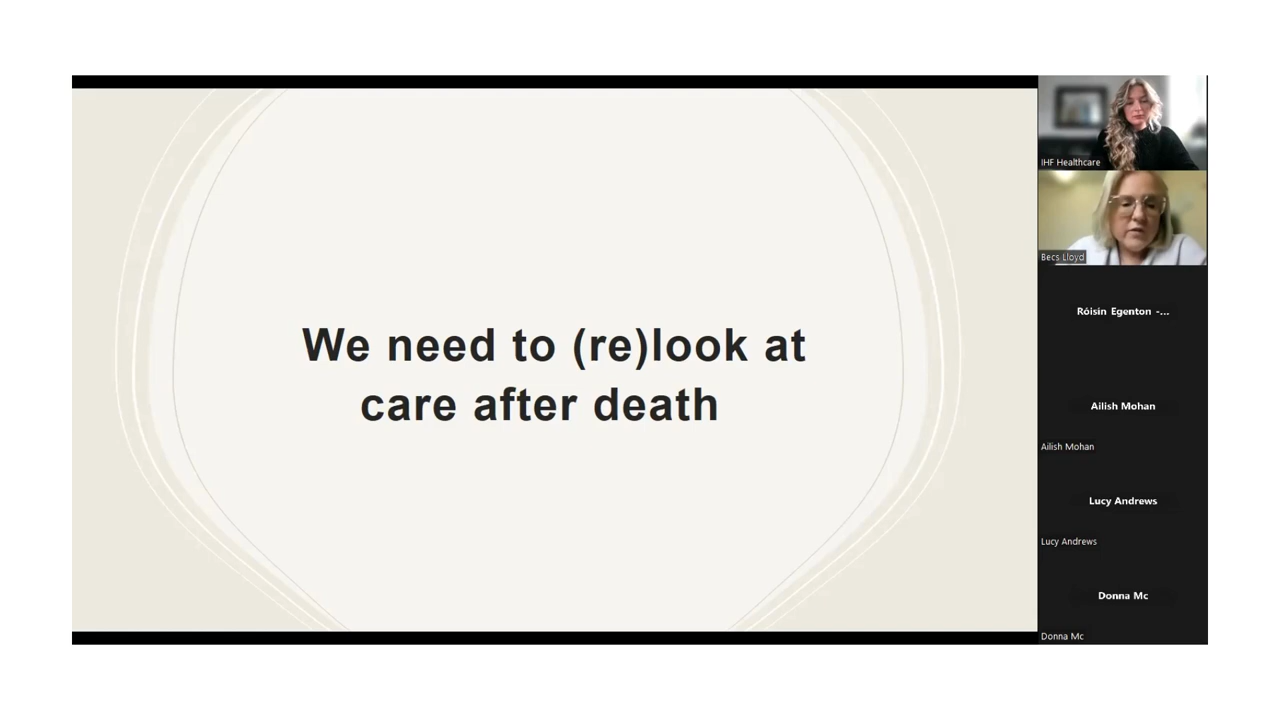 We need to (re)look at
care after death
IHF Healthcare
Becs Lloyd
Róisin Egenton -...
Ailish Mohan
Ailish Mohan
Lucy Andrews
Lucy Andrews
Donna Mc
Donna Mc